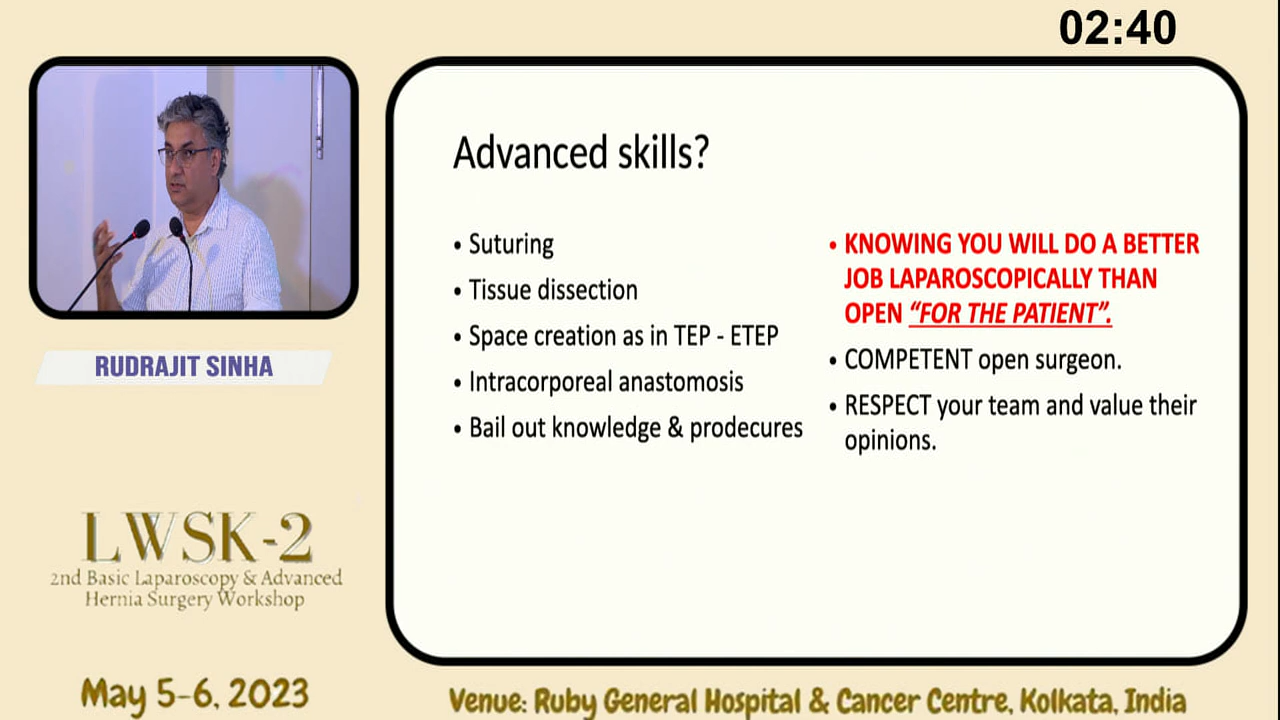 02:40
RUDRAJIT SINHA
LWSK-2
2nd Basic Laparoscopy & Advanced
Hernia Surgery Workshop
May 5-6, 2023
Advanced skills?
• Suturing
• Tissue dissection
• Space creation as in TEP - ETEP
• Intracorporeal anastomosis
• Bail out knowledge & prodecures
• KNOWING YOU WILL DO A BETTER
JOB LAPAROSCOPICALLY THAN
OPEN “FOR THE PATIENT”.
• COMPETENT open surgeon.
• RESPECT your team and value their
opinions.
Venue: Ruby General Hospital & Cancer Centre, Kolkata, India